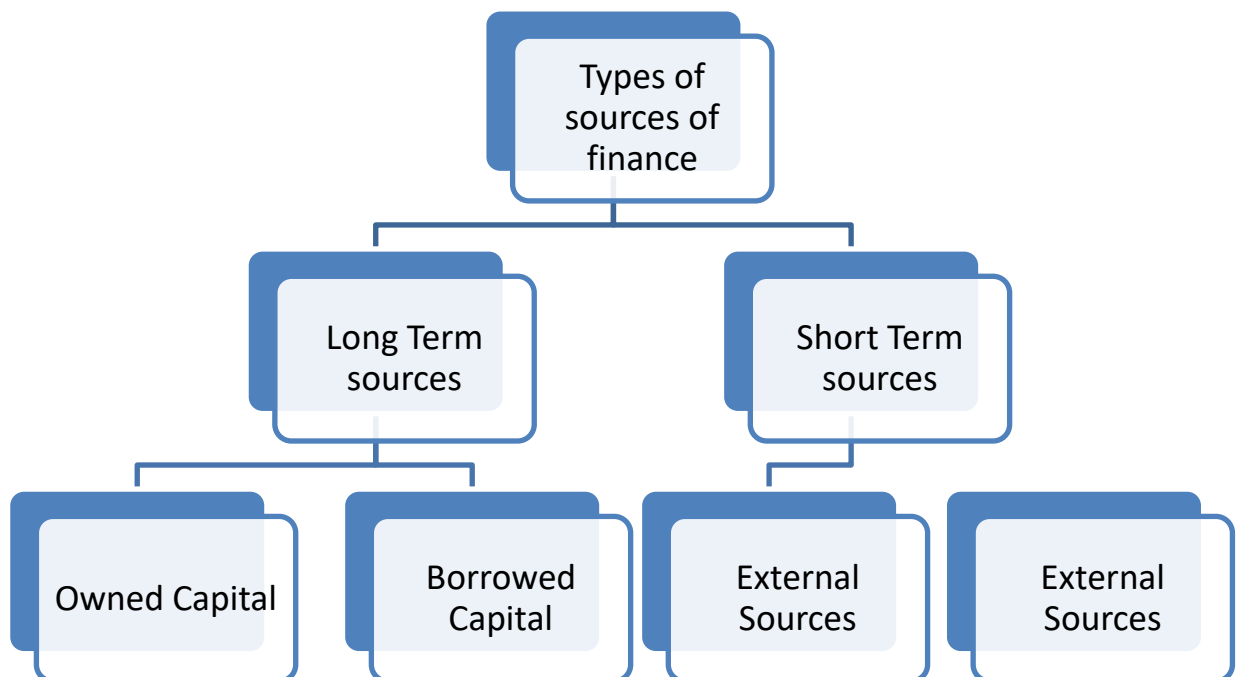 Types of
sources of
finance
Long Term
sources
Short Term
sources
Owned Capital
Borrowed
Capital
External
Sources
External
Sources